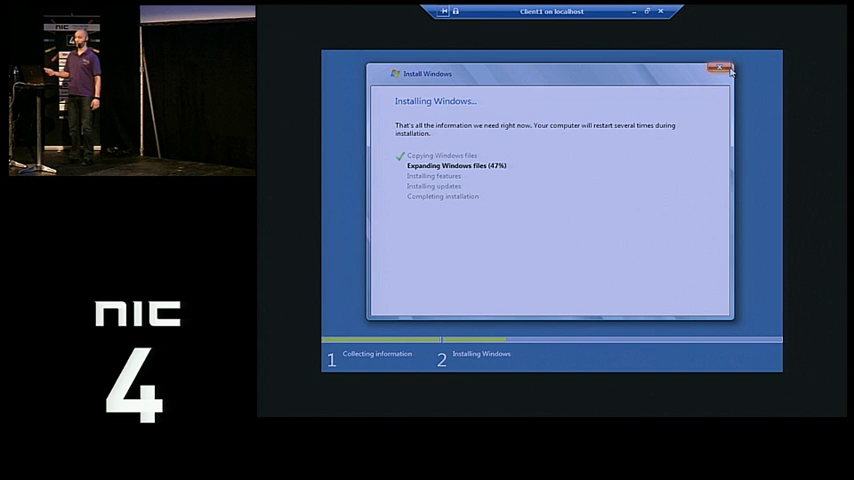 nic
4
Client1 on localhost
Install Windows
Installing Windows...
That's all the information we need right now. Your computer will restart several times during
installation.
Copying Windows files
Expanding Windows files (47%)
Installing features
Installing updates
Completing installation
1 Collecting information
2 Installing Windows
nic
4